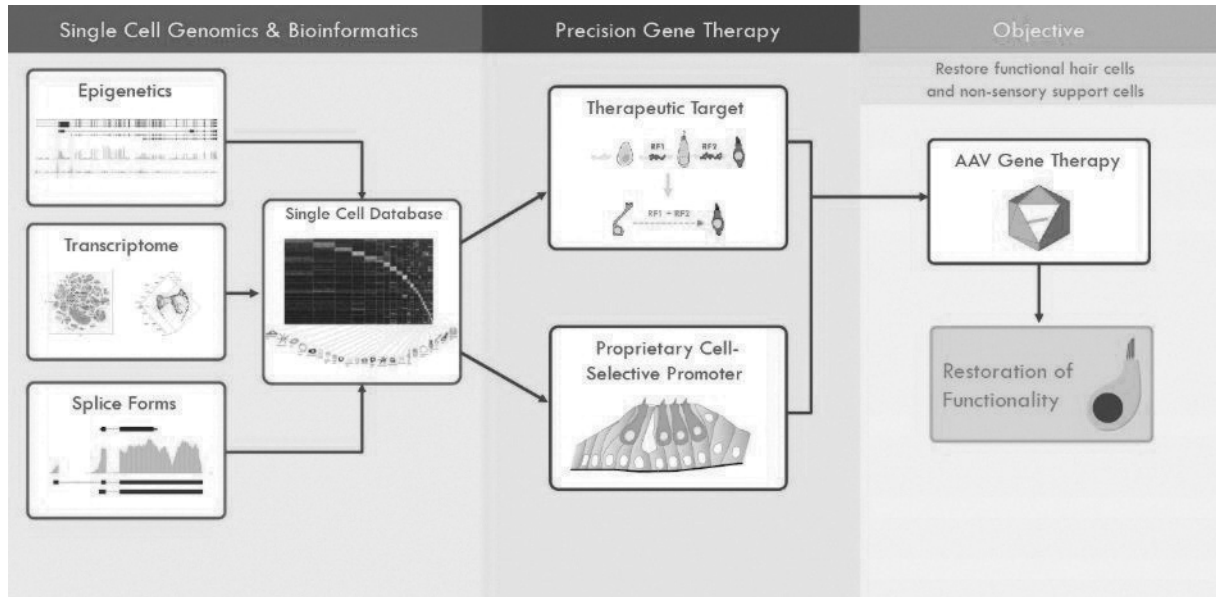 Single Cell Genomics & Bioinformatics
Precision Gene Therapy
Objective
Restore functional hair cells
and non-sensory support cells
Epigenetics
Transcriptome
Splice Forms
Single Cell Database
Therapeutic Target
RF1
RF2
RF1 + RF2
Proprietary Cell-
Selective Promoter
AAV Gene Therapy
Restoration of
Functionality